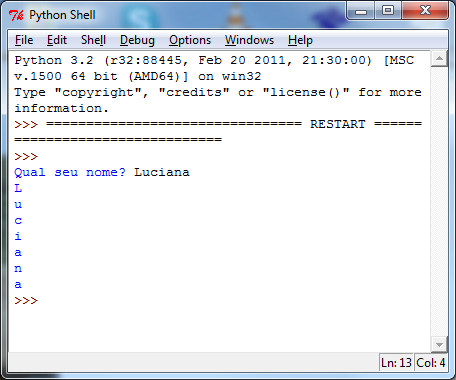 Python Shell
File Edit Shell Debug Options Windows Help
Python 3.2 (r32:88445, Feb 20 2011, 21:30:00) [MSC
v.1500 64 bit (AMD64)] on win32
Type "copyright", "credits" or "license()" for more
information.
>>> ================================ RESTART ======
==========================
>>>
Qual seu nome? Luciana
L
u
c
i
a
n
a
>>>
Ln: 13 Col: 4